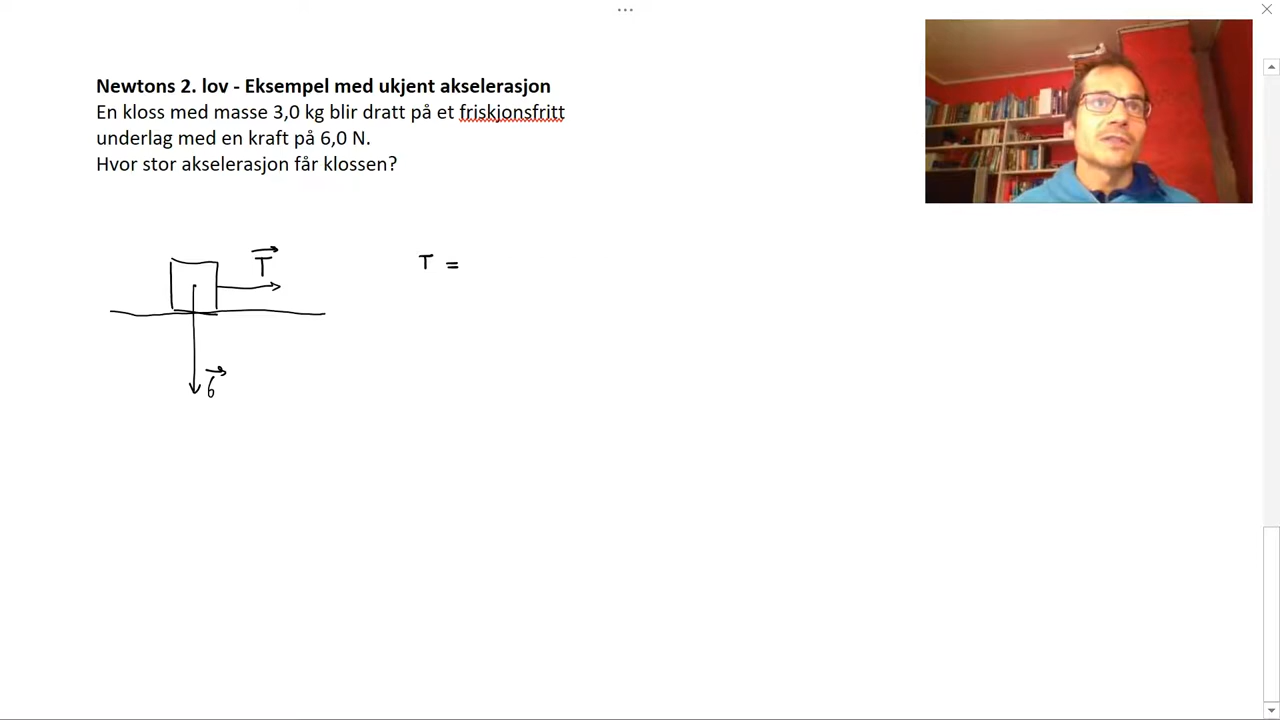 Newtons 2. lov - Eksempel med ukjent akselerasjon
En kloss med masse 3,0 kg blir dratt på et friskjonsfritt
underlag med en kraft på 6,0 N.
Hvor stor akselerasjon får klossen?
T
T =
G